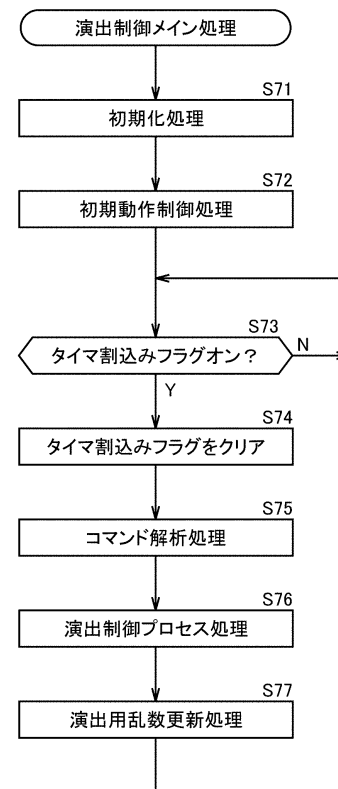 演出制御メイン処理
S71
初期化処理
S72
初期動作制御処理
S73
タイマ割込みフラグオン？
N
Y
S74
タイマ割込みフラグをクリア
S75
コマンド解析処理
S76
演出制御プロセス処理
S77
演出用乱数更新処理